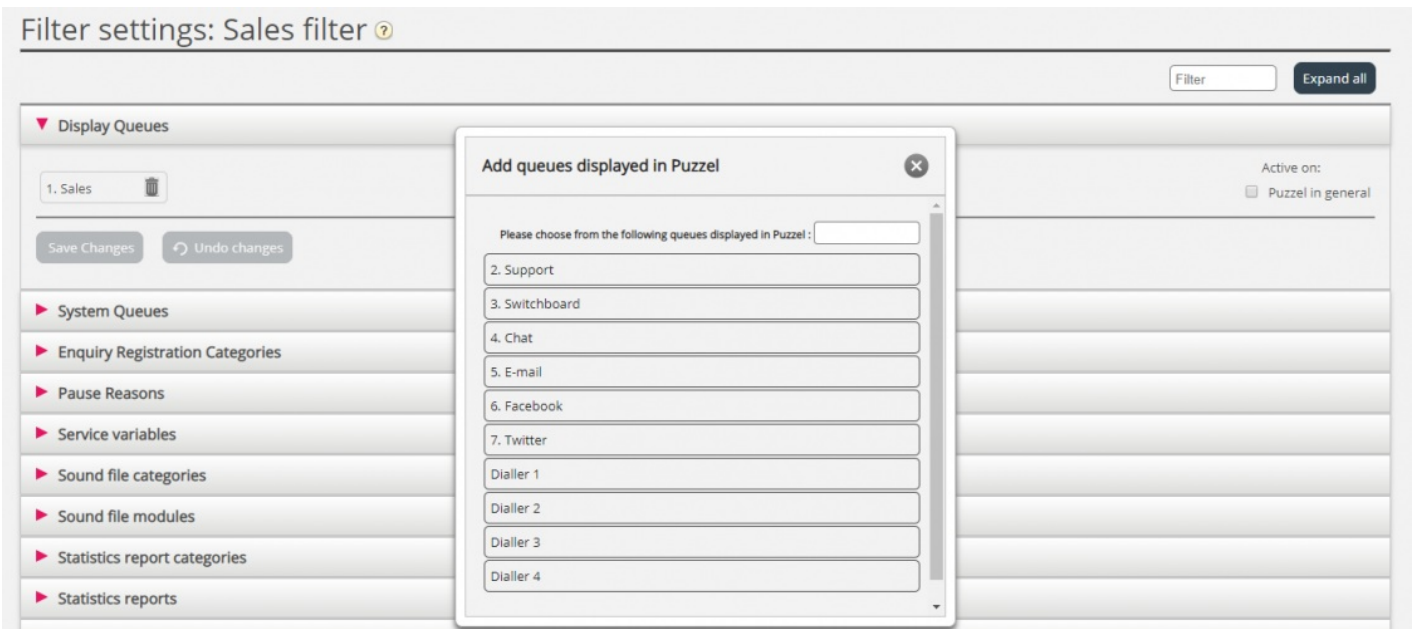 Filter settings: Sales filter ?
Filter
Expand all
Display Queues
1. Sales
Active on:
Puzzel in general
Save Changes
Undo changes
System Queues
Enquiry Registration Categories
Pause Reasons
Service variables
Sound file categories
Sound file modules
Statistics report categories
Statistics reports
Add queues displayed in Puzzel
Please choose from the following queues displayed in Puzzel :
2. Support
3. Switchboard
4. Chat
5. E-mail
6. Facebook
7. Twitter
Dialler 1
Dialler 2
Dialler 3
Dialler 4